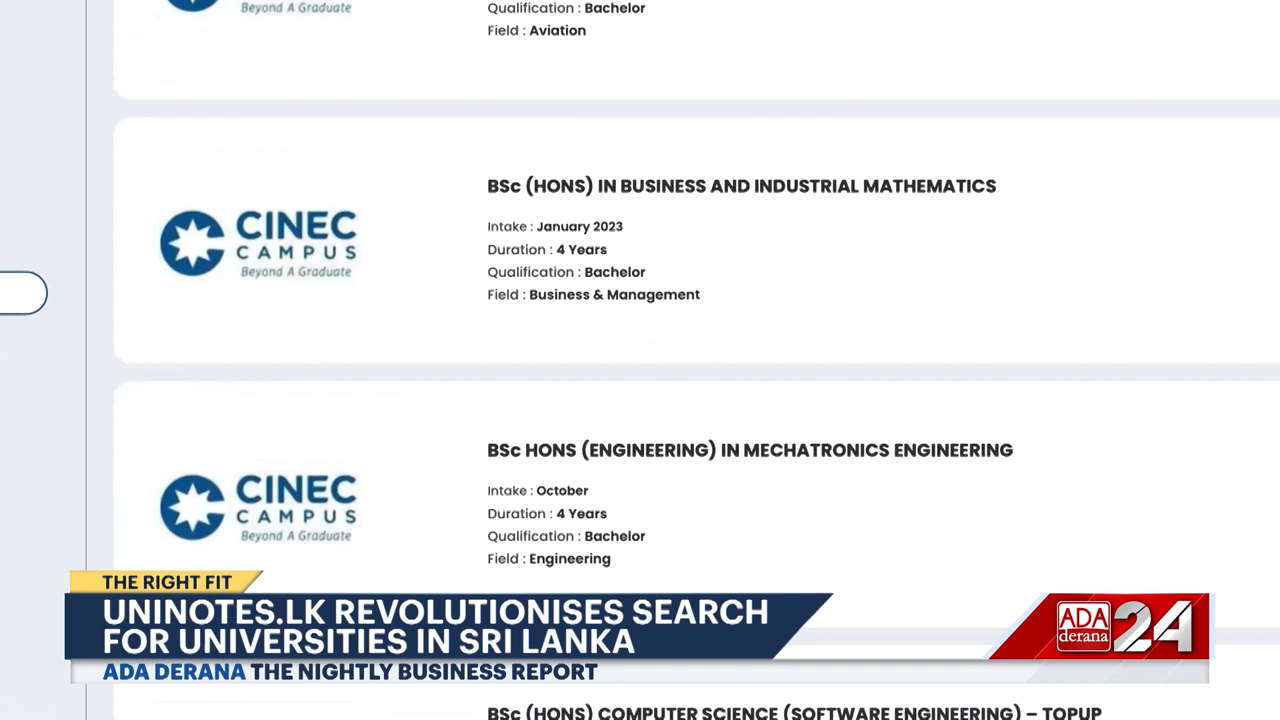 Beyond A Graduate
Qualification : Bachelor
Field : Aviation
CINEC
CAMPUS
Beyond A Graduate
BSc (HONS) IN BUSINESS AND INDUSTRIAL MATHEMATICS
Intake : January 2023
Duration : 4 Years
Qualification : Bachelor
Field : Business & Management
CINEC
CAMPUS
Beyond A Graduate
BSc HONS (ENGINEERING) IN MECHATRONICS ENGINEERING
Intake : October
Duration : 4 Years
Qualification : Bachelor
Field : Engineering
THE RIGHT FIT
UNINOTES.LK REVOLUTIONISES SEARCH
FOR UNIVERSITIES IN SRI LANKA
ADA DERANA THE NIGHTLY BUSINESS REPORT
ADA
derana
24
BSc (HONS) COMPUTER SCIENCE (SOFTWARE ENGINEERING) – TOPUP